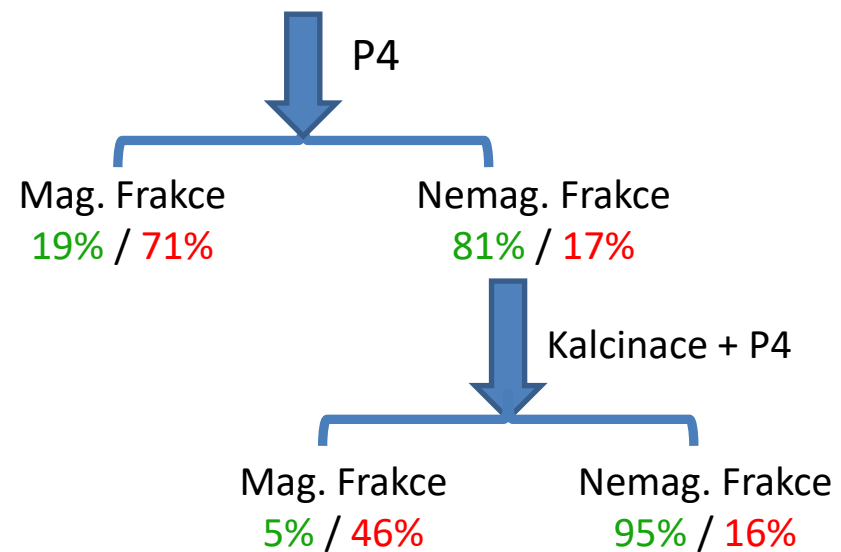 P4
Mag. Frakce
19% / 71%
Nemag. Frakce
81% / 17%
Kalcinace + P4
Mag. Frakce
5% / 46%
Nemag. Frakce
95% / 16%